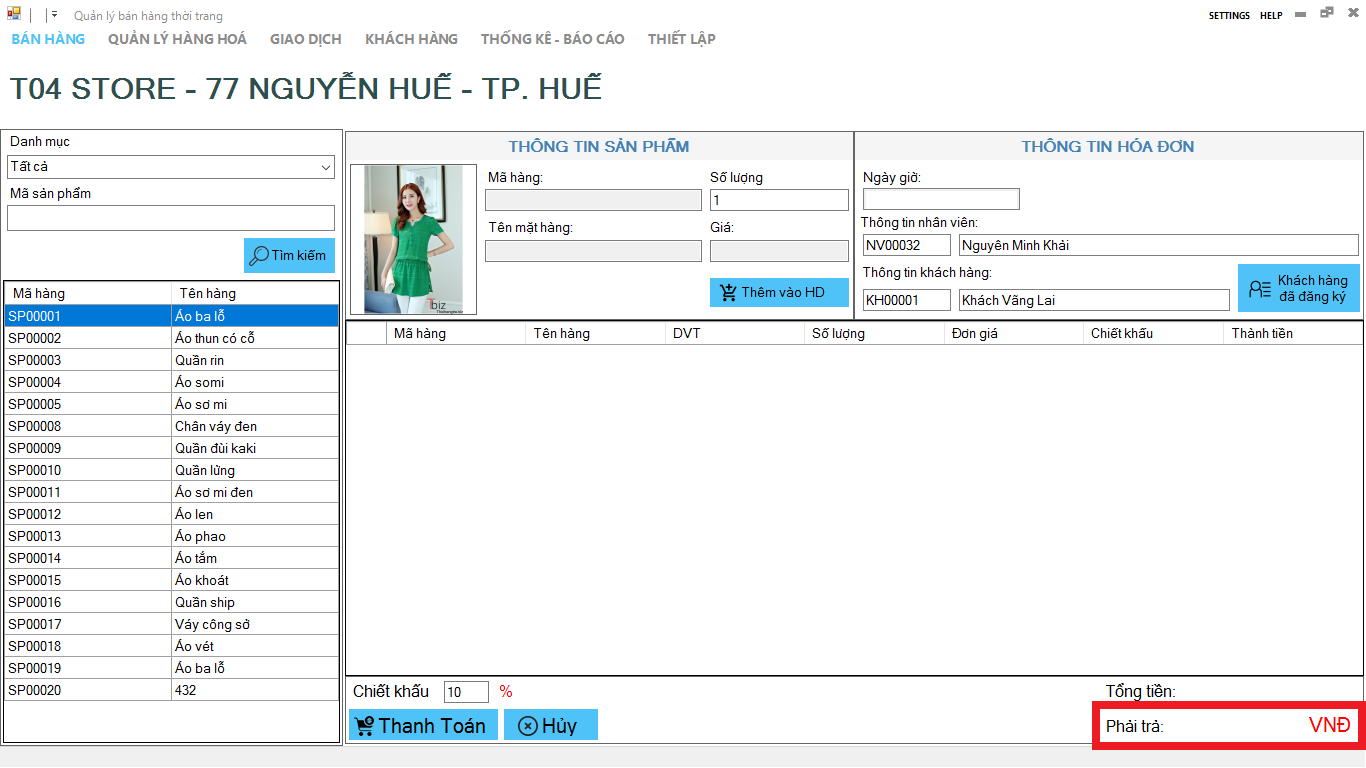 Quản lý bán hàng thời trang
SETTINGS HELP
BÁN HÀNG QUẢN LÝ HÀNG HOÁ GIAO DỊCH KHÁCH HÀNG THỐNG KÊ - BÁO CÁO THIẾT LẬP
T04 STORE - 77 NGUYỄN HUẾ - TP. HUẾ
Danh mục
Tất cả
Mã sản phẩm
Tìm kiếm
Mã hàng Tên hàng
SP00001 Áo ba lỗ
SP00002 Áo thun có cỗ
SP00003 Quần rin
SP00004 Áo somi
SP00005 Áo sơ mi
SP00008 Chân váy đen
SP00009 Quần đùi kaki
SP00010 Quần lửng
SP00011 Áo sơ mi đen
SP00012 Áo len
SP00013 Áo phao
SP00014 Áo tắm
SP00015 Áo khoát
SP00016 Quần ship
SP00017 Váy công sở
SP00018 Áo vét
SP00019 Áo ba lỗ
SP00020 432
THÔNG TIN SẢN PHẨM
biz
Mã hàng:
Số lượng
1
Tên mặt hàng:
Giá:
Thêm vào HD
THÔNG TIN HÓA ĐƠN
Ngày giờ:
Thông tin nhân viên:
NV00032 Nguyên Minh Khải
Thông tin khách hàng:
KH00001 Khách Vãng Lai
Khách hàng
đã đăng ký
Mã hàng Tên hàng DVT Số lượng Đơn giá Chiết khấu Thành tiền
Chiết khấu 10 %
Tổng tiền:
Thanh Toán Hủy
Phải trả: VNĐ